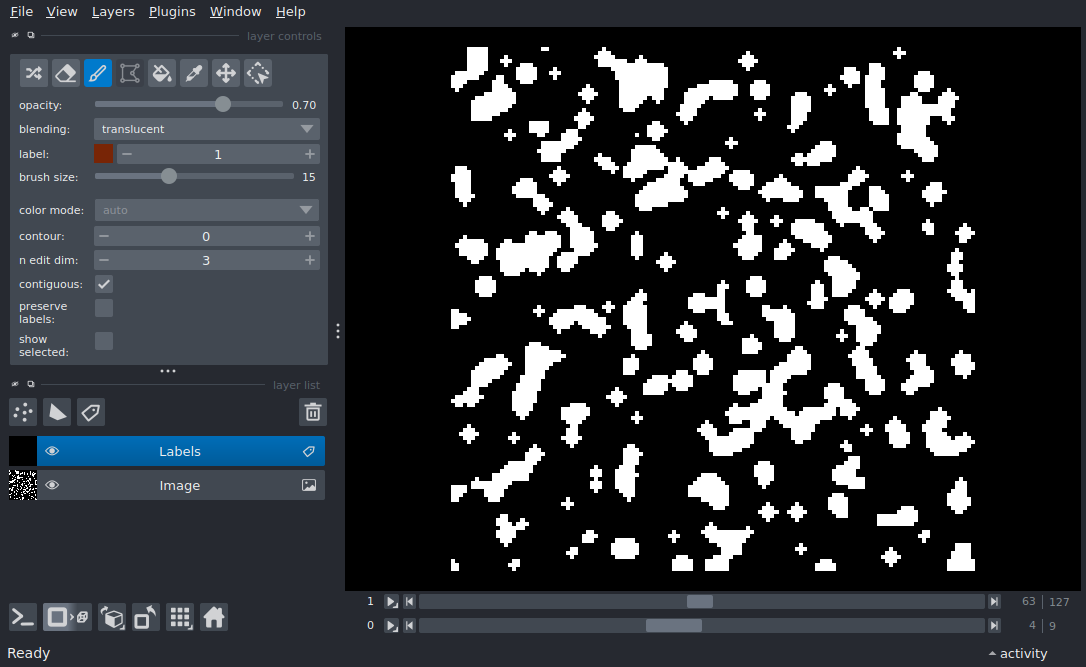 File View Layers Plugins Window Help
layer controls
opacity: 0.70
blending: translucent
label: 1
brush size: 15
color mode: auto
contour: 0
n edit dim: 3
contiguous:
preserve
labels:
show
selected:
layer list
Labels
Image
1 63 | 127
0 4 | 9
Ready activity